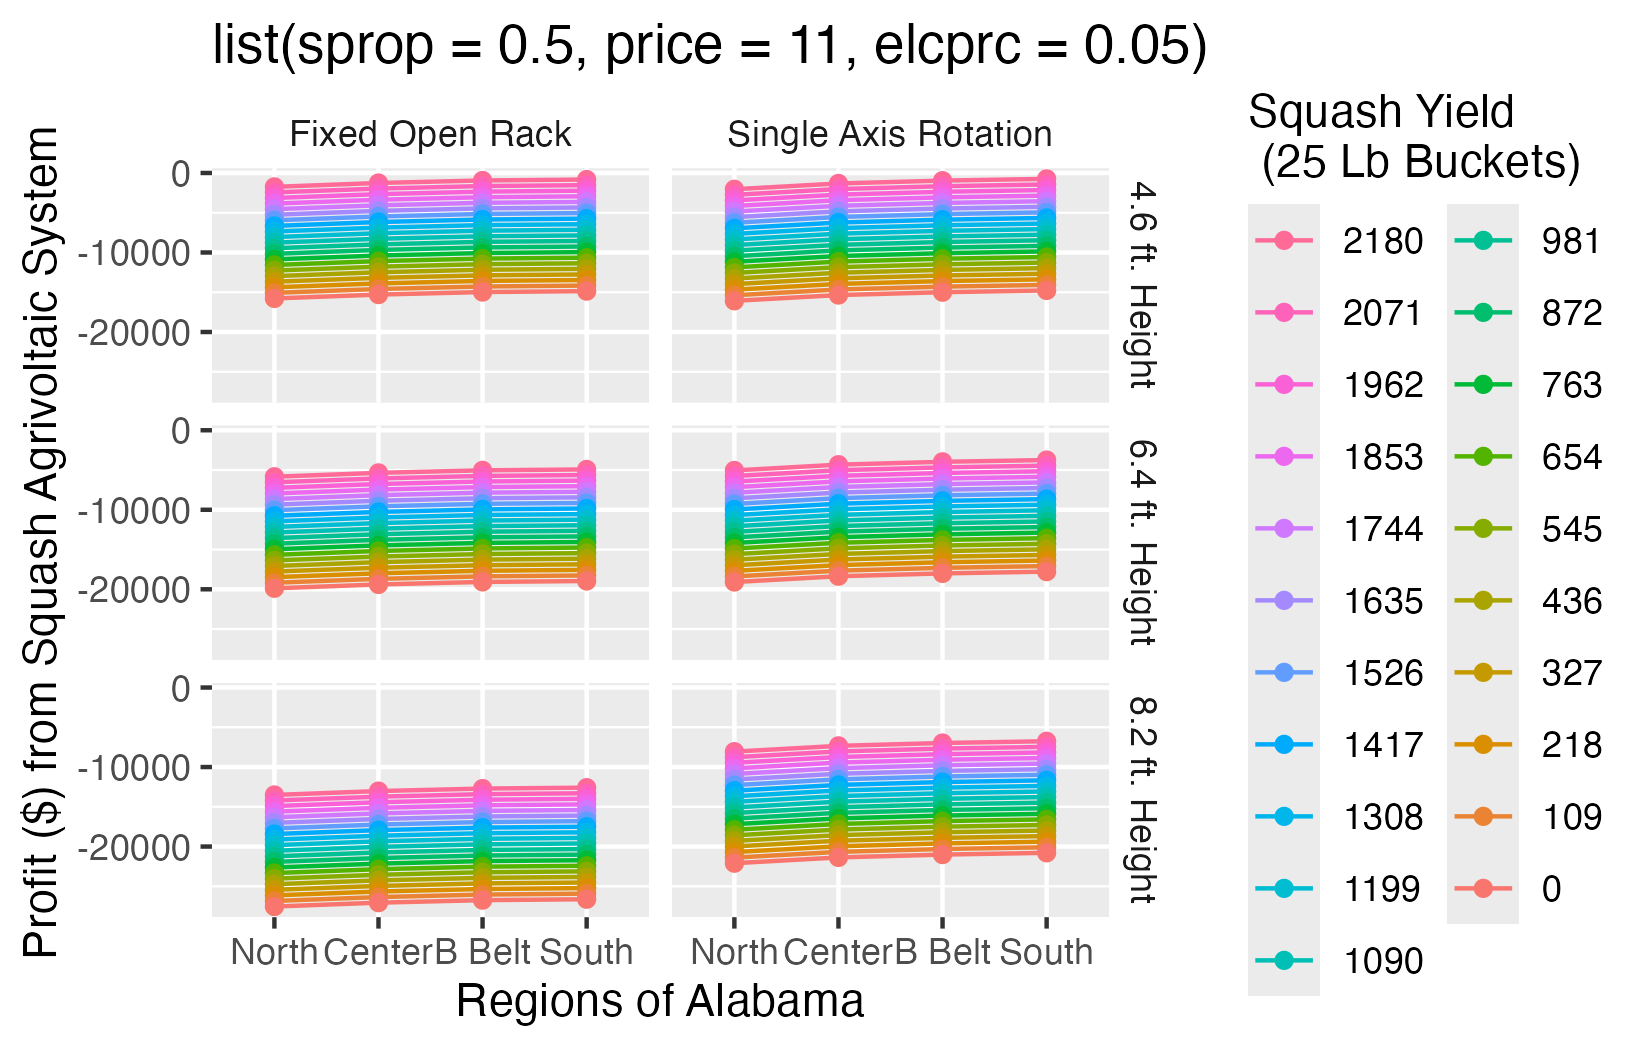 list(sprop = 0.5, price = 11, elcprc = 0.05)
Fixed Open Rack
Single Axis Rotation
Profit ($) from Squash Agrivoltaic System
0
-10000
-20000
4.6 ft. Height
0
-10000
-20000
6.4 ft. Height
0
-10000
-20000
8.2 ft. Height
North Center B Belt South
North Center B Belt South
Regions of Alabama
Squash Yield
(25 Lb Buckets)
2180
2071
1962
1853
1744
1635
1526
1417
1308
1199
1090
981
872
763
654
545
436
327
218
109
0